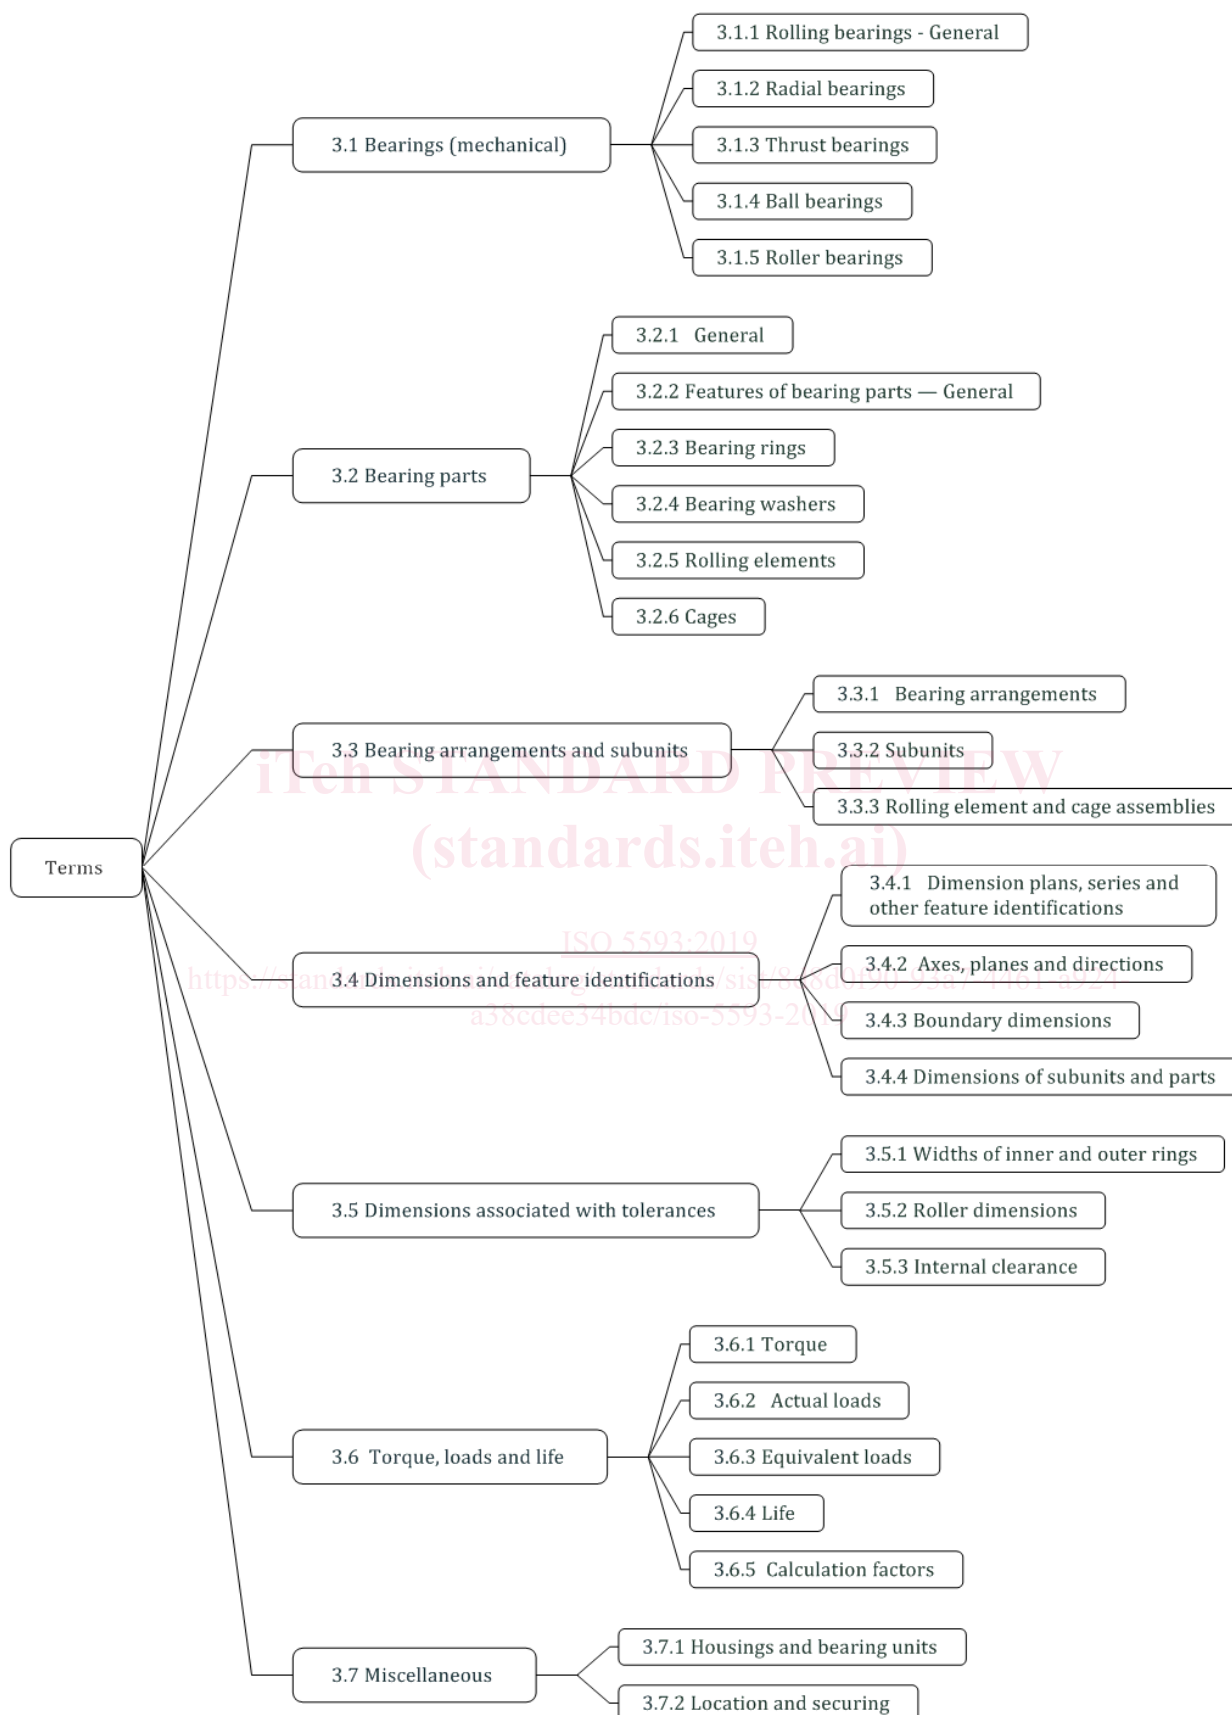 3.1.1 Rolling bearings - General
3.1.2 Radial bearings
3.1 Bearings (mechanical)
3.1.3 Thrust bearings
3.1.4 Ball bearings
3.1.5 Roller bearings
3.2.1 General
3.2.2 Features of bearing parts — General
3.2.3 Bearing rings
3.2 Bearing parts
3.2.4 Bearing washers
3.2.5 Rolling elements
3.2.6 Cages
3.3.1 Bearing arrangements
3.3 Bearing arrangements and subunits
3.3.2 Subunits
iTeh STANDARD PREVIEW
3.3.3 Rolling element and cage assemblies
(standards.iteh.ai)
Terms
3.4.1 Dimension plans, series and
other feature identifications
ISO 5593:2019
3.4.2 Axes, planes and directions
3.4 Dimensions and feature identifications
a38cdee34bdc/iso-5593-2019
3.4.3 Boundary dimensions
3.4.4 Dimensions of subunits and parts
3.5.1 Widths of inner and outer rings
3.5 Dimensions associated with tolerances
3.5.2 Roller dimensions
3.5.3 Internal clearance
3.6.1 Torque
3.6.2 Actual loads
3.6 Torque, loads and life
3.6.3 Equivalent loads
3.6.4 Life
3.6.5 Calculation factors
3.7.1 Housings and bearing units
3.7 Miscellaneous
3.7.2 Location and securing